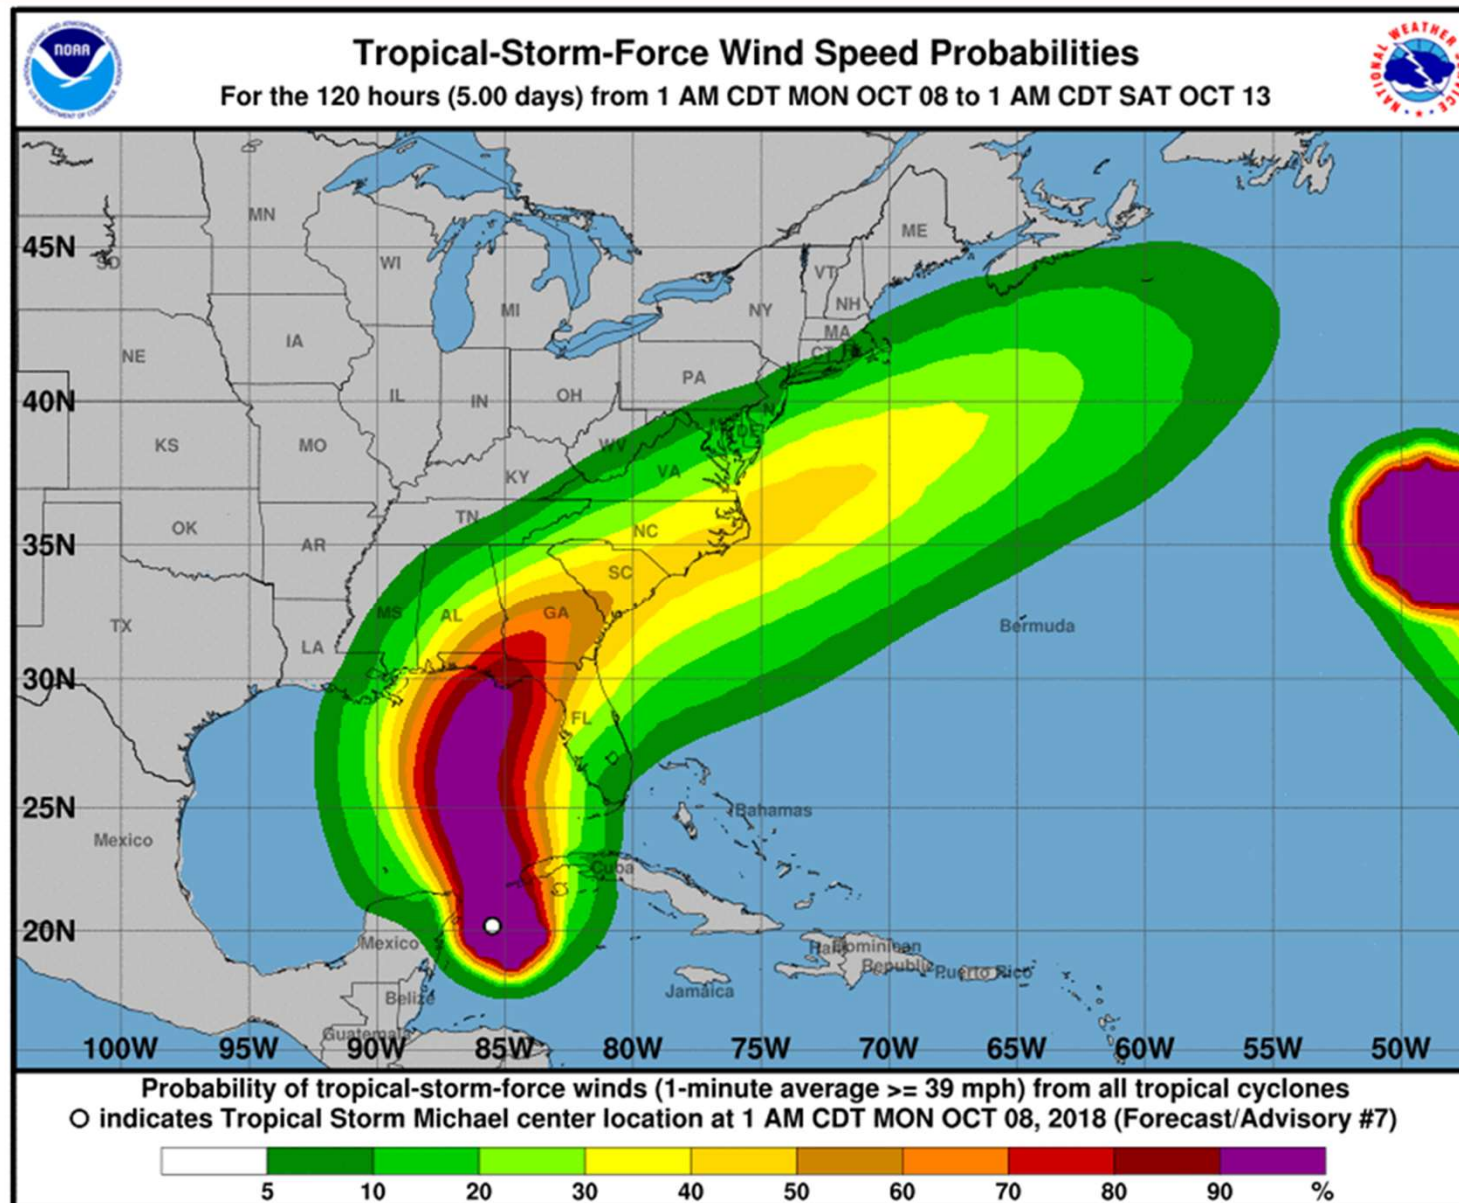 NOAA
Tropical-Storm-Force Wind Speed Probabilities
For the 120 hours (5.00 days) from 1 AM CDT MON OCT 08 to 1 AM CDT SAT OCT 13
NATIONAL WEATHER
MN
ME
45N
SD
WI
VT
MI
NY
NH
IA
MA
NE
CT
PA
40N
IL
IN
OH
DE
KS
MO
WV
VA
KY
TN
OK
NC
35N
AR
SC
MS
AL
GA
TX
Bermuda
LA
30N
FL
25N
Bahamas
Mexico
Cuba
20N
Mexico
Dominican
Republic
Puerto Rico
Jamaica
Belize
Guatemala
100W 95W 90W 85W 80W 75W 70W 65W 60W 55W 50W
Probability of tropical-storm-force winds (1-minute average >= 39 mph) from all tropical cyclones
O indicates Tropical Storm Michael center location at 1 AM CDT MON OCT 08, 2018 (Forecast/Advisory #7)
5 10 20 30 40 50 60 70 80 90 %